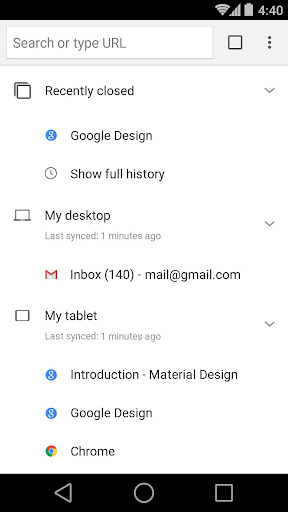 4:40
Search or type URL
Recently closed
Google Design
Show full history
My desktop
Last synced: 1 minutes ago
Inbox (140) - mail@gmail.com
My tablet
Last synced: 1 minutes ago
Introduction - Material Design
Google Design
Chrome